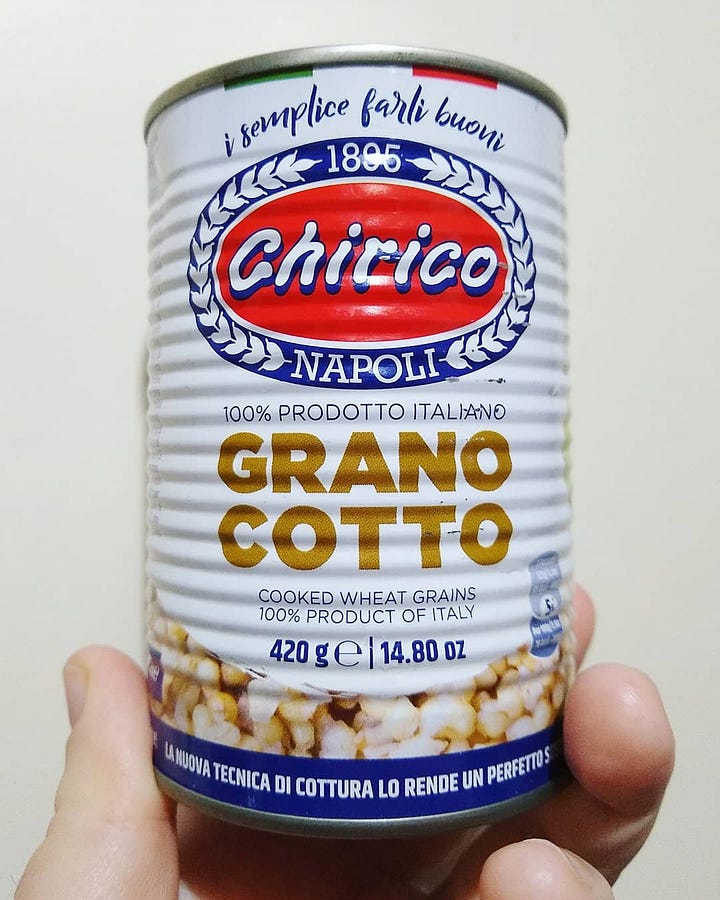 i semplice farli buoni
1895
Chirico
NAPOLI
100% PRODOTTO ITALIANO
GRANO
COTTO
COOKED WHEAT GRAINS
100% PRODUCT OF ITALY
420 g ℮ | 14.80 oz
LA NUOVA TECNICA DI COTTURA LO RENDE UN PERFETTO